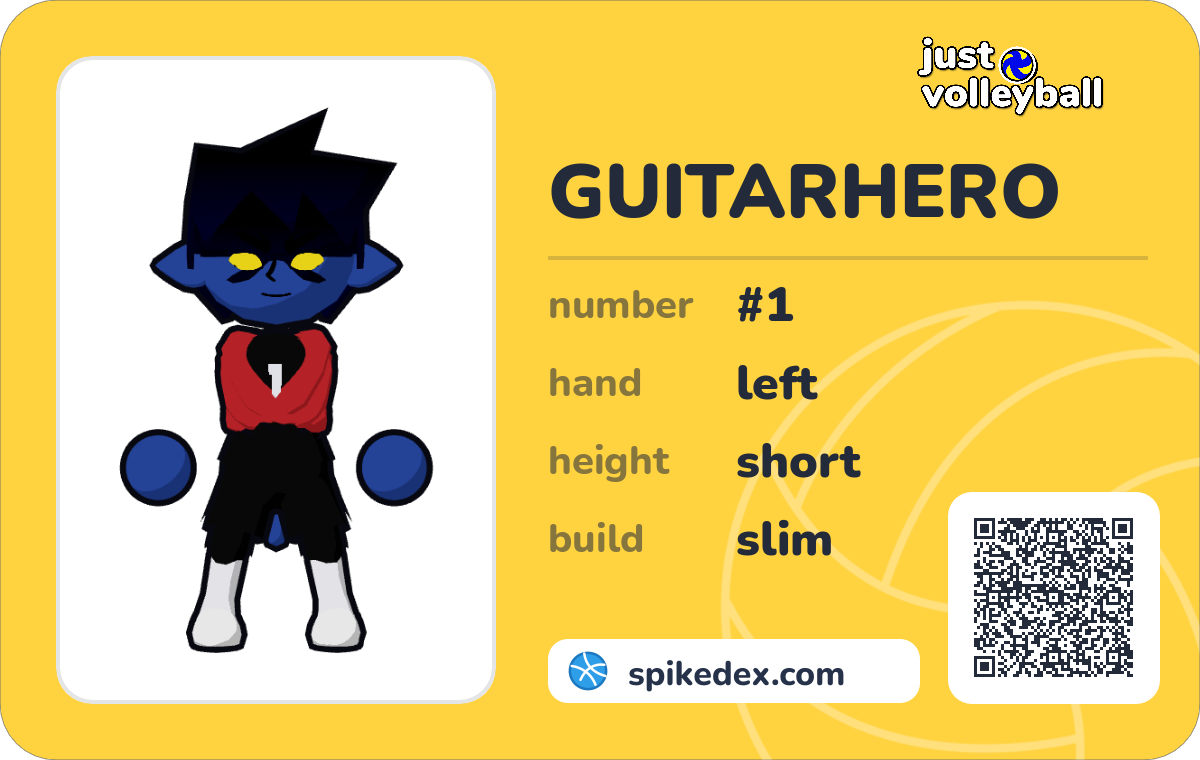 just
volleyball
GUITARHERO
number #1
hand left
height short
build slim
1
spikedex.com